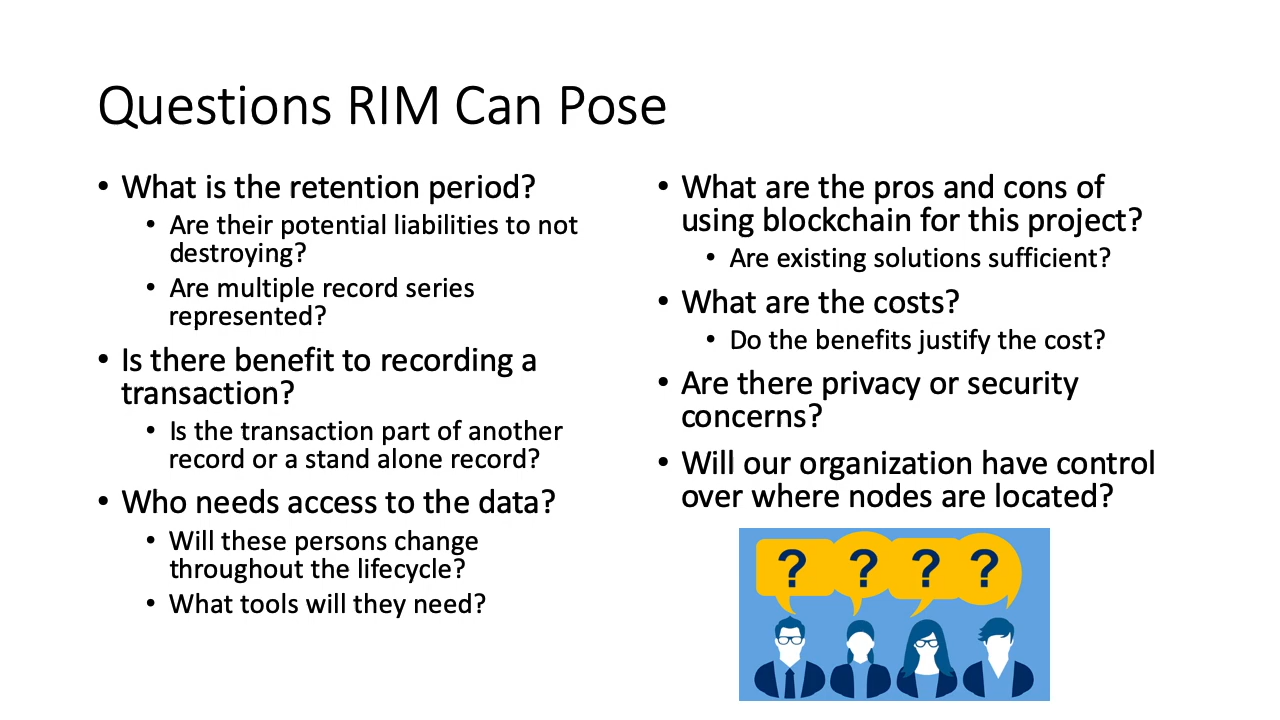 Questions RIM Can Pose
• What is the retention period?
• Are their potential liabilities to not
destroying?
• Are multiple record series
represented?
• Is there benefit to recording a
transaction?
• Is the transaction part of another
record or a stand alone record?
• Who needs access to the data?
• Will these persons change
throughout the lifecycle?
• What tools will they need?
• What are the pros and cons of
using blockchain for this project?
• Are existing solutions sufficient?
• What are the costs?
• Do the benefits justify the cost?
• Are there privacy or security
concerns?
• Will our organization have control
over where nodes are located?
? ? ? ?